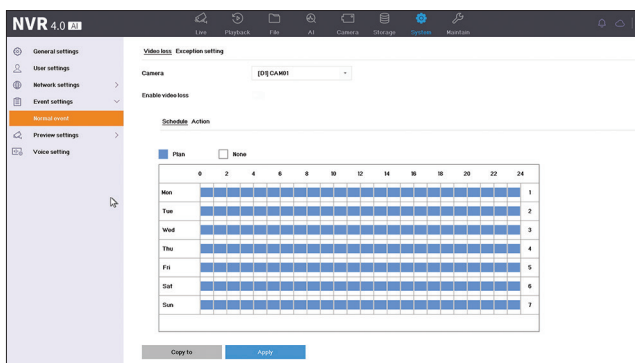 NVR 4.0 AI
Live Playback File AI Camera Storage System Maintain
General settings
User settings
Network settings
Event settings
Normal event
Preview settings
Voice setting
Video loss Exception setting
Camera [D1] CAM01
Enable video loss
Schedule Action
Plan None
0 2 4 6 8 10 12 14 16 18 20 22 24
Mon 1
Tue 2
Wed 3
Thu 4
Fri 5
Sat 6
Sun 7
Copy to Apply